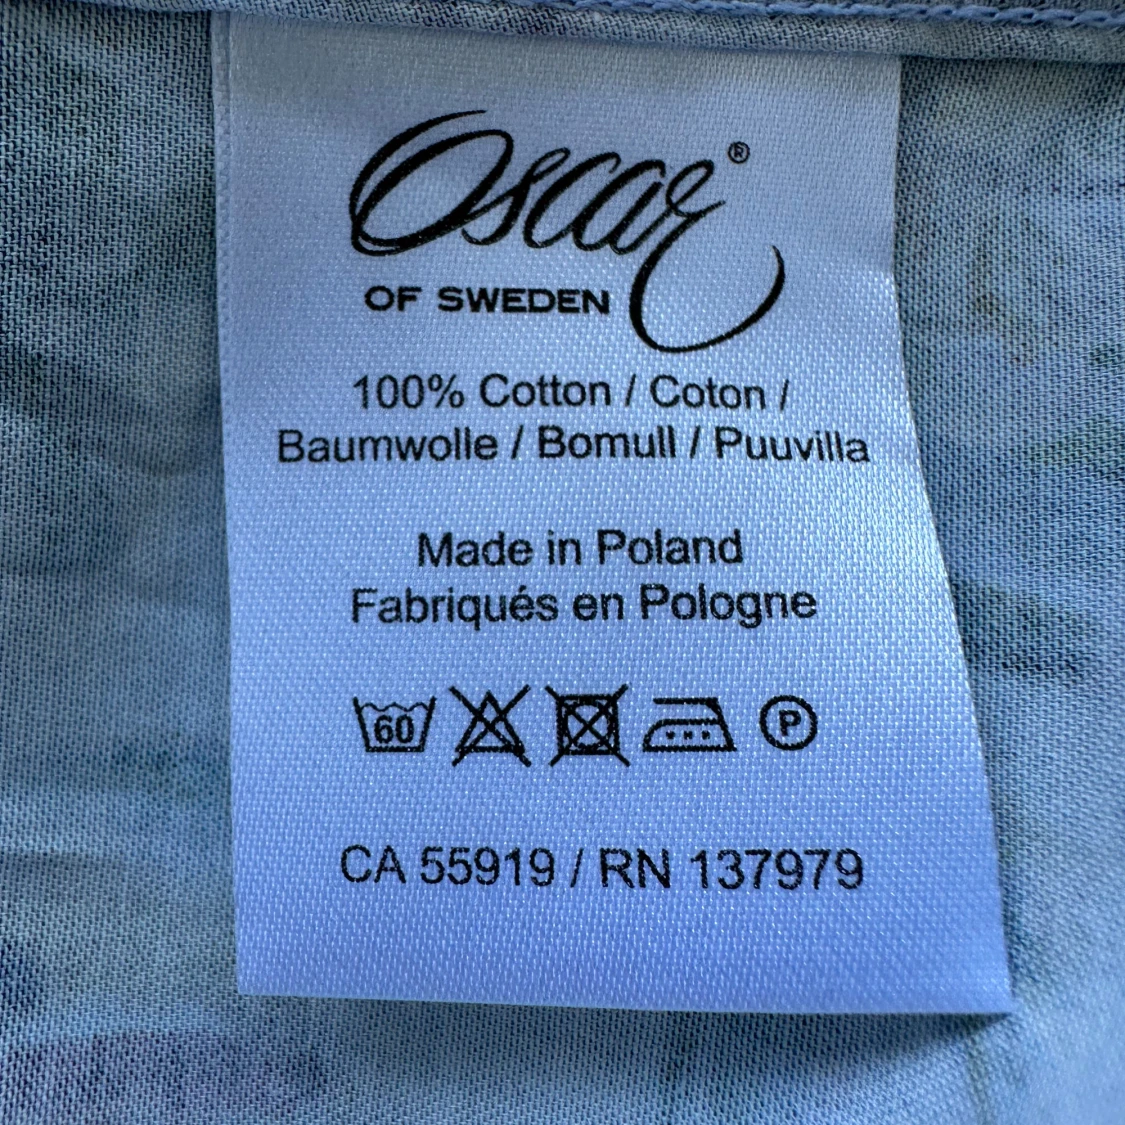 Oscar®
OF SWEDEN
100% Cotton / Coton /
Baumwolle / Bomull / Puuvilla
Made in Poland
Fabriqués en Pologne
60 P
CA 55919 / RN 137979